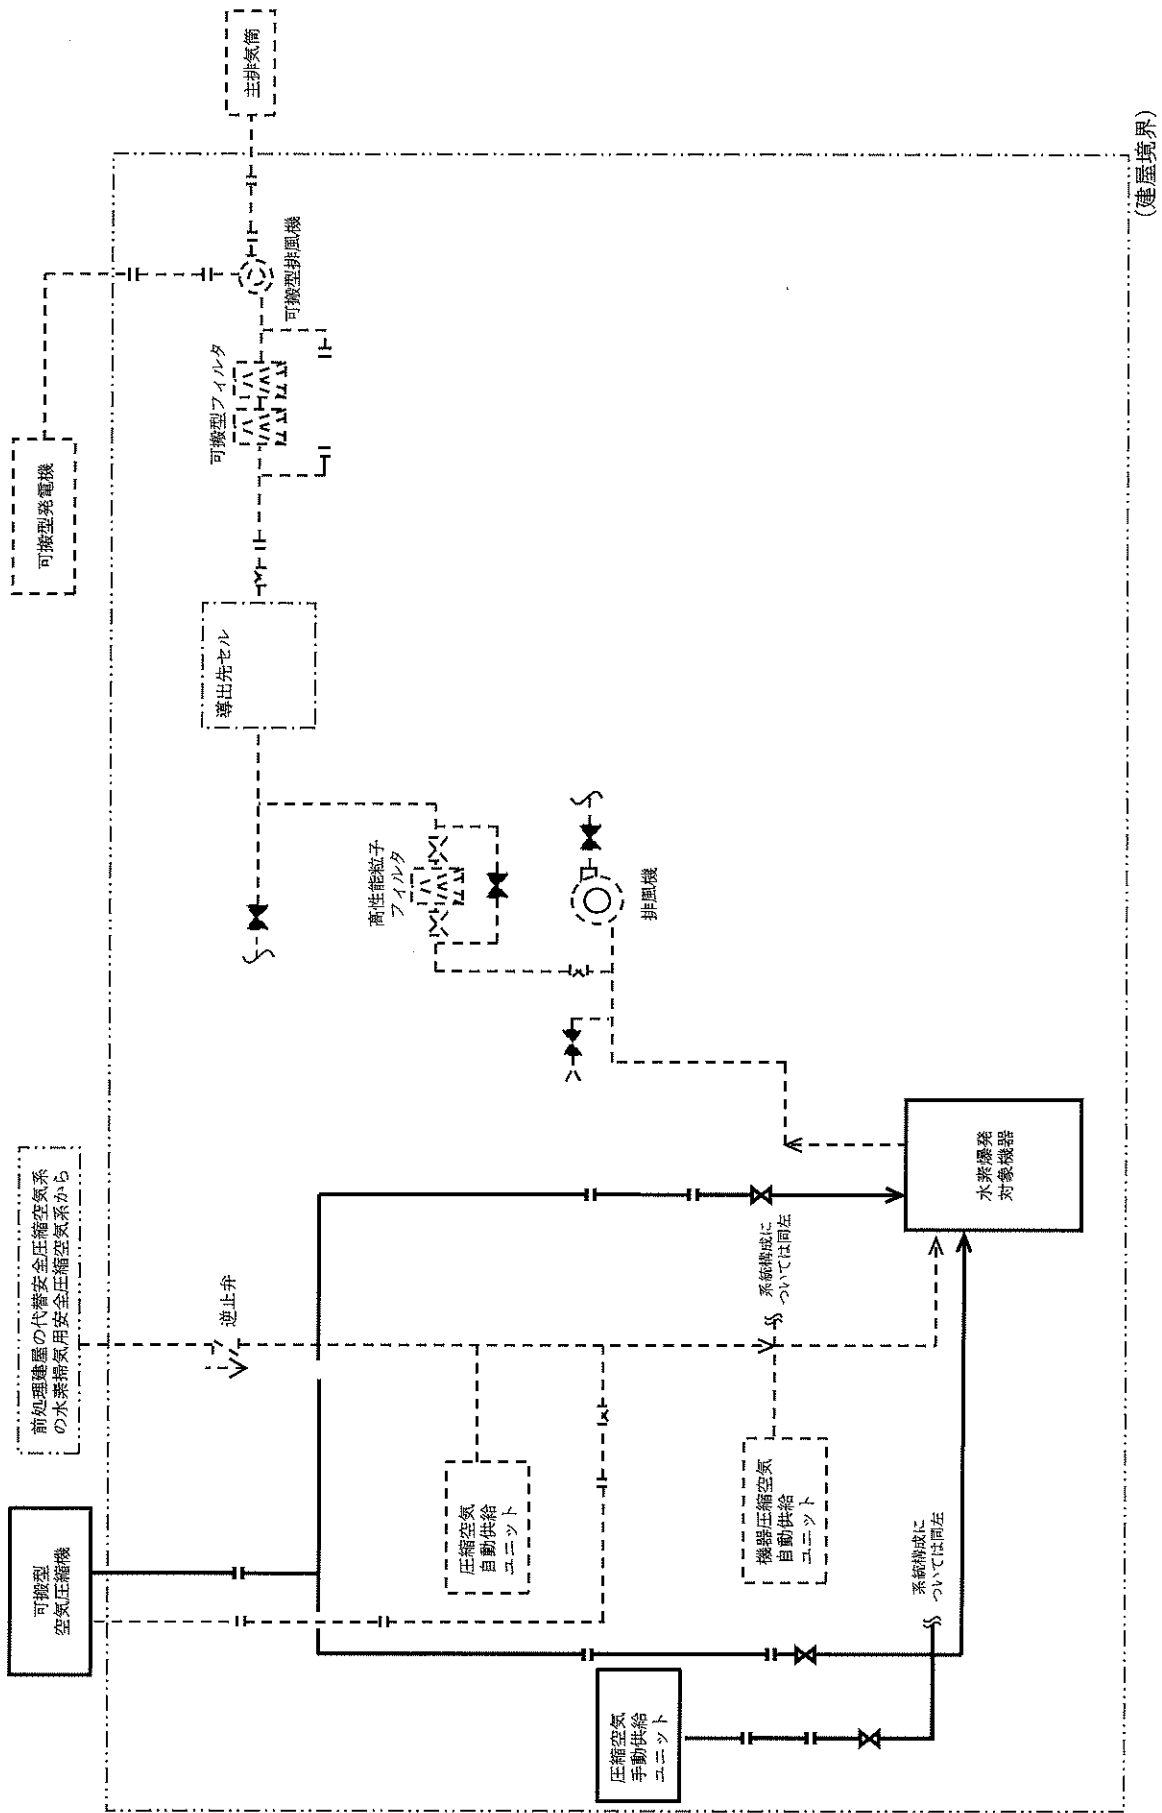 可搬型
空気圧縮機
前処理建屋の代替安全圧縮空気系
の水素掃気用安全圧縮空気系から
可搬型発電機
主排気筒
可搬型フィルタ
可搬型排風機
導出先セル
逆止弁
高性能粒子
フィルタ
排風機
圧縮空気
自動供給
ユニット
機器圧縮空気
自動供給
ユニット
系統構成に
ついては同左
圧縮空気
手動供給
ユニット
系統構成に
ついては同左
水素爆発
対象機器
(建屋境界)